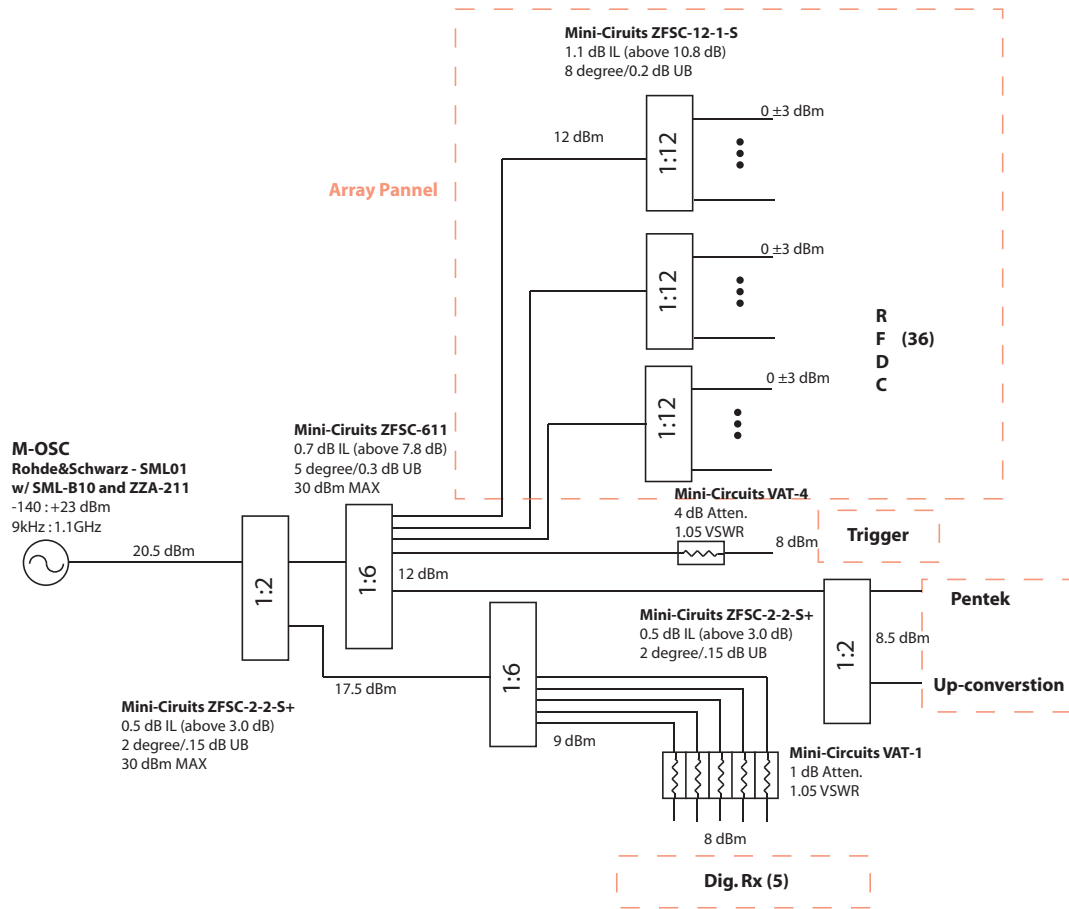 Mini-Ciruits ZFSC-12-1-S
1.1 dB IL (above 10.8 dB)
8 degree/0.2 dB UB
0 ±3 dBm
12 dBm
1:12
Array Pannel
0 ±3 dBm
1:12
R
F (36)
D
C
0 ±3 dBm
1:12
Mini-Ciruits ZFSC-611
0.7 dB IL (above 7.8 dB)
5 degree/0.3 dB UB
30 dBm MAX
M-OSC
Rohde&Schwarz - SML01
w/ SML-B10 and ZZA-211
-140 : +23 dBm
9kHz : 1.1GHz
20.5 dBm
1:2
1:6
12 dBm
Mini-Circuits VAT-4
4 dB Atten.
1.05 VSWR
8 dBm
Trigger
Mini-Ciruits ZFSC-2-2-S+
0.5 dB IL (above 3.0 dB)
2 degree/.15 dB UB
1:2
8.5 dBm
Pentek
Up-converstion
17.5 dBm
1:6
9 dBm
Mini-Ciruits ZFSC-2-2-S+
0.5 dB IL (above 3.0 dB)
2 degree/.15 dB UB
30 dBm MAX
Mini-Circuits VAT-1
1 dB Atten.
1.05 VSWR
8 dBm
Dig. Rx (5)